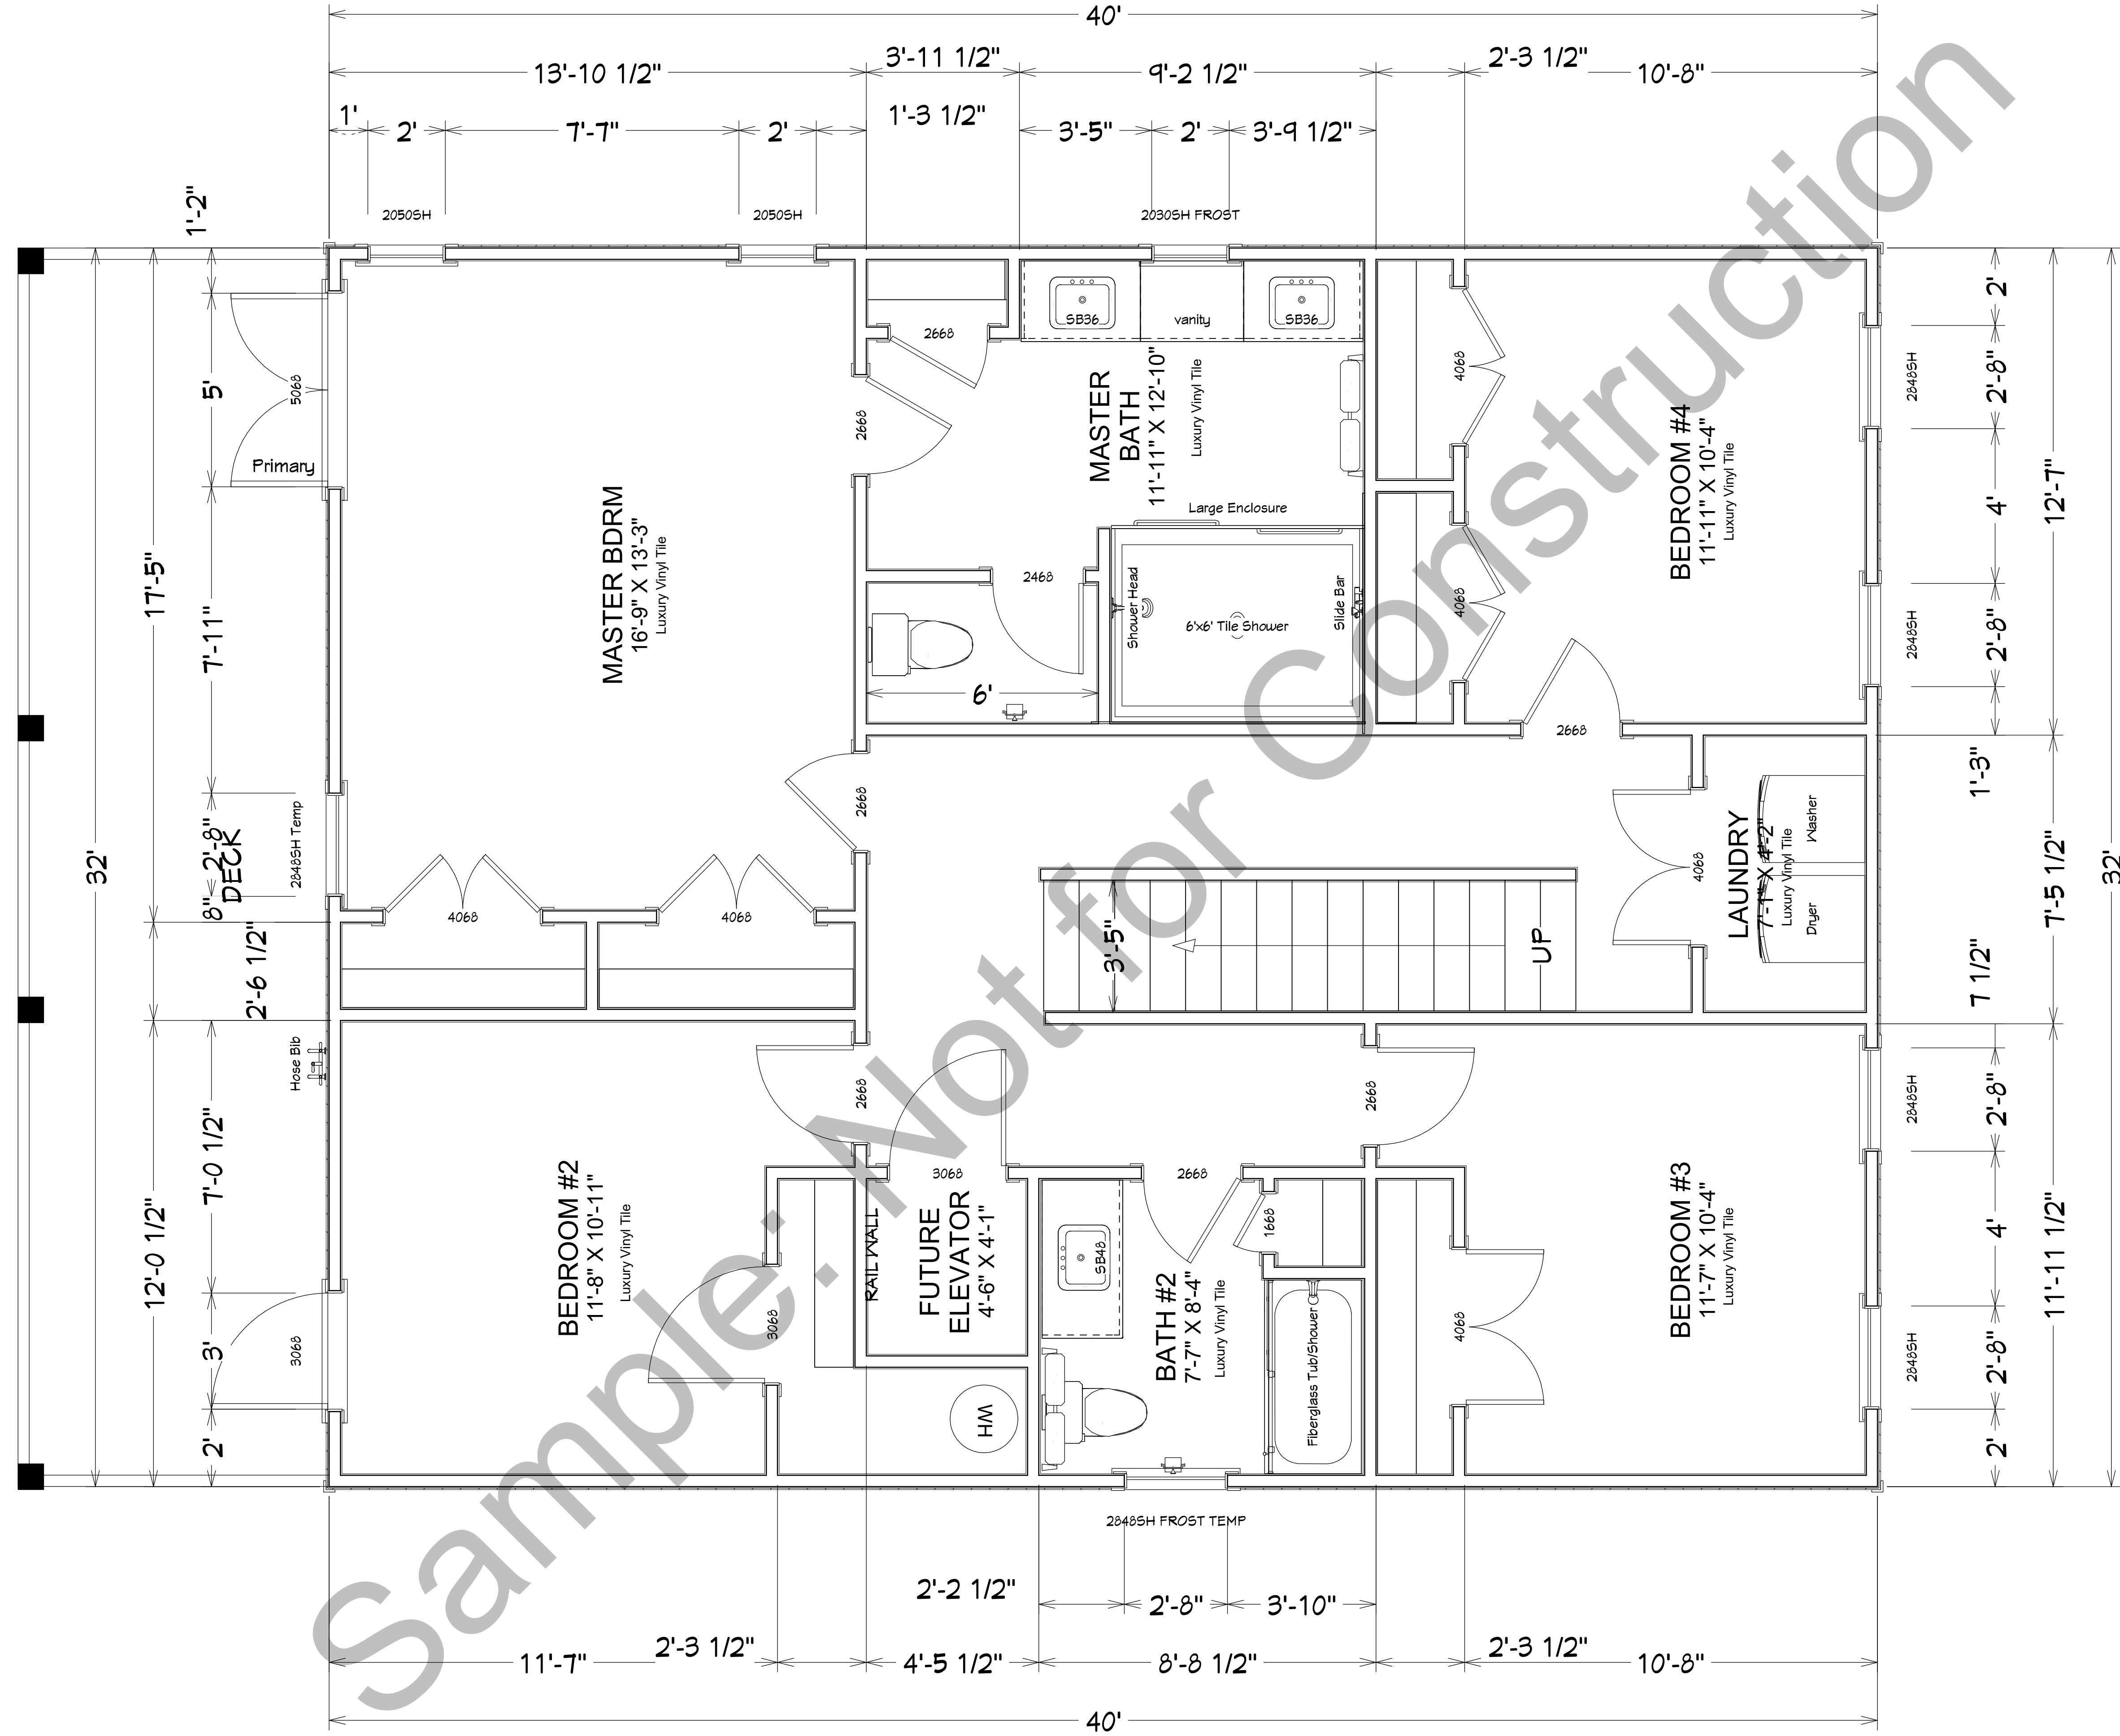 40'
13'-10 1/2"
3'-11 1/2"
9'-2 1/2"
2'-3 1/2"
10'-8"
1'
2'
7'-7"
2'
1'-3 1/2"
3'-5"
2'
3'-9 1/2"
2050SH
2050SH
2030SH FROST
1'-2"
5'
7'-11"
2'-8"
8"
17'-5"
32'
2'-6 1/2"
12'-0 1/2"
7'-0 1/2"
3'
2'
DECK
5068
Primary
2848SH Temp
Hose Bib
3068
MASTER BDRM
16'-9" X 13'-3"
Luxury Vinyl Tile
4068
4068
2668
2668
2668
SB36
vanity
SB36
MASTER
BATH
11'-11" X 12'-10"
Luxury Vinyl Tile
Large Enclosure
2468
Shower Head
6'x6' Tile Shower
Slide Bar
6'
4068
4068
BEDROOM #4
11'-11" X 10'-4"
Luxury Vinyl Tile
2668
2848SH
2848SH
2'
2'-8"
4'
2'-8"
1'-3"
12'-7"
7'-5 1/2"
32'
7 1/2"
4068
LAUNDRY
7'-1" X 4'-2"
Luxury Vinyl Tile
Washer
Dryer
3'-5"
UP
BEDROOM #2
11'-8" X 10'-11"
Luxury Vinyl Tile
2668
3068
RAIL WALL
3068
FUTURE
ELEVATOR
4'-6" X 4'-1"
HW
2668
SB48
1668
BATH #2
7'-7" X 8'-4"
Luxury Vinyl Tile
Fiberglass Tub/Shower
2668
4068
BEDROOM #3
11'-7" X 10'-4"
Luxury Vinyl Tile
2848SH
2848SH
2'-8"
4'
2'-8"
2'
11'-11 1/2"
2848SH FROST TEMP
2'-2 1/2"
2'-8"
3'-10"
11'-7"
2'-3 1/2"
4'-5 1/2"
8'-8 1/2"
2'-3 1/2"
10'-8"
40'
Sample: Not for Construction